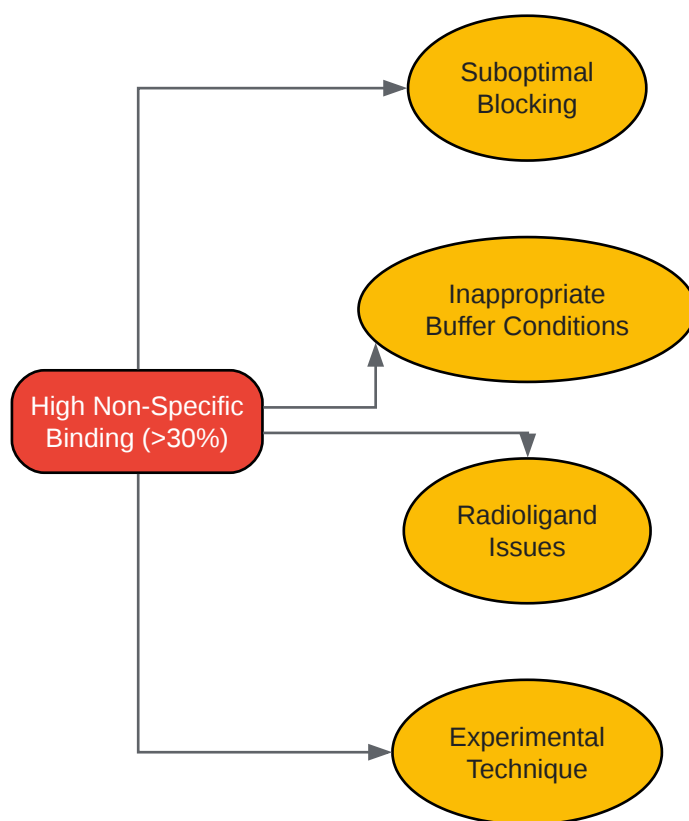 Suboptimal
Blocking
Inappropriate
Buffer Conditions
High Non-Specific
Binding (>30%)
Radioligand
Issues
Experimental
Technique